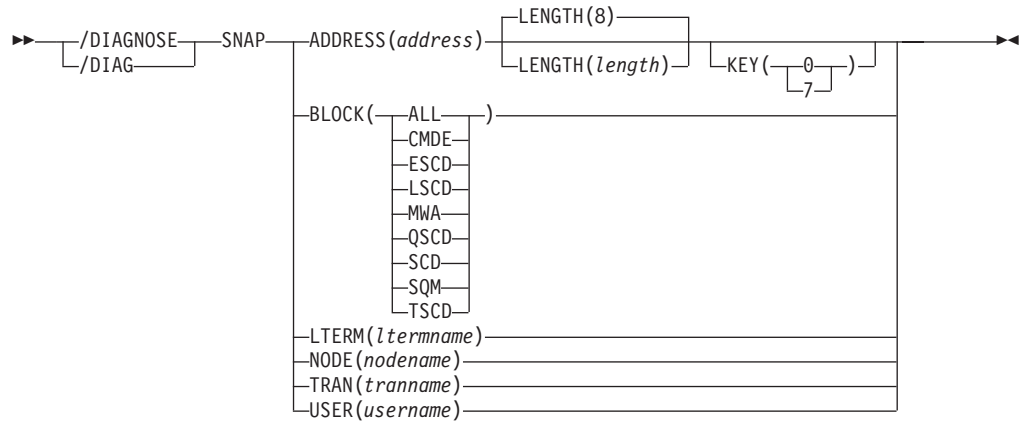 LENGTH(8)
/DIAGNOSE SNAP ADDRESS(address)
/DIAG LENGTH(length) KEY( 0 )
7
BLOCK( ALL )
CMDE
ESCD
LSCD
MWA
QSCD
SCD
SQM
TSCD
LTERM(ltermname)
NODE(nodename)
TRAN(tranname)
USER(username)